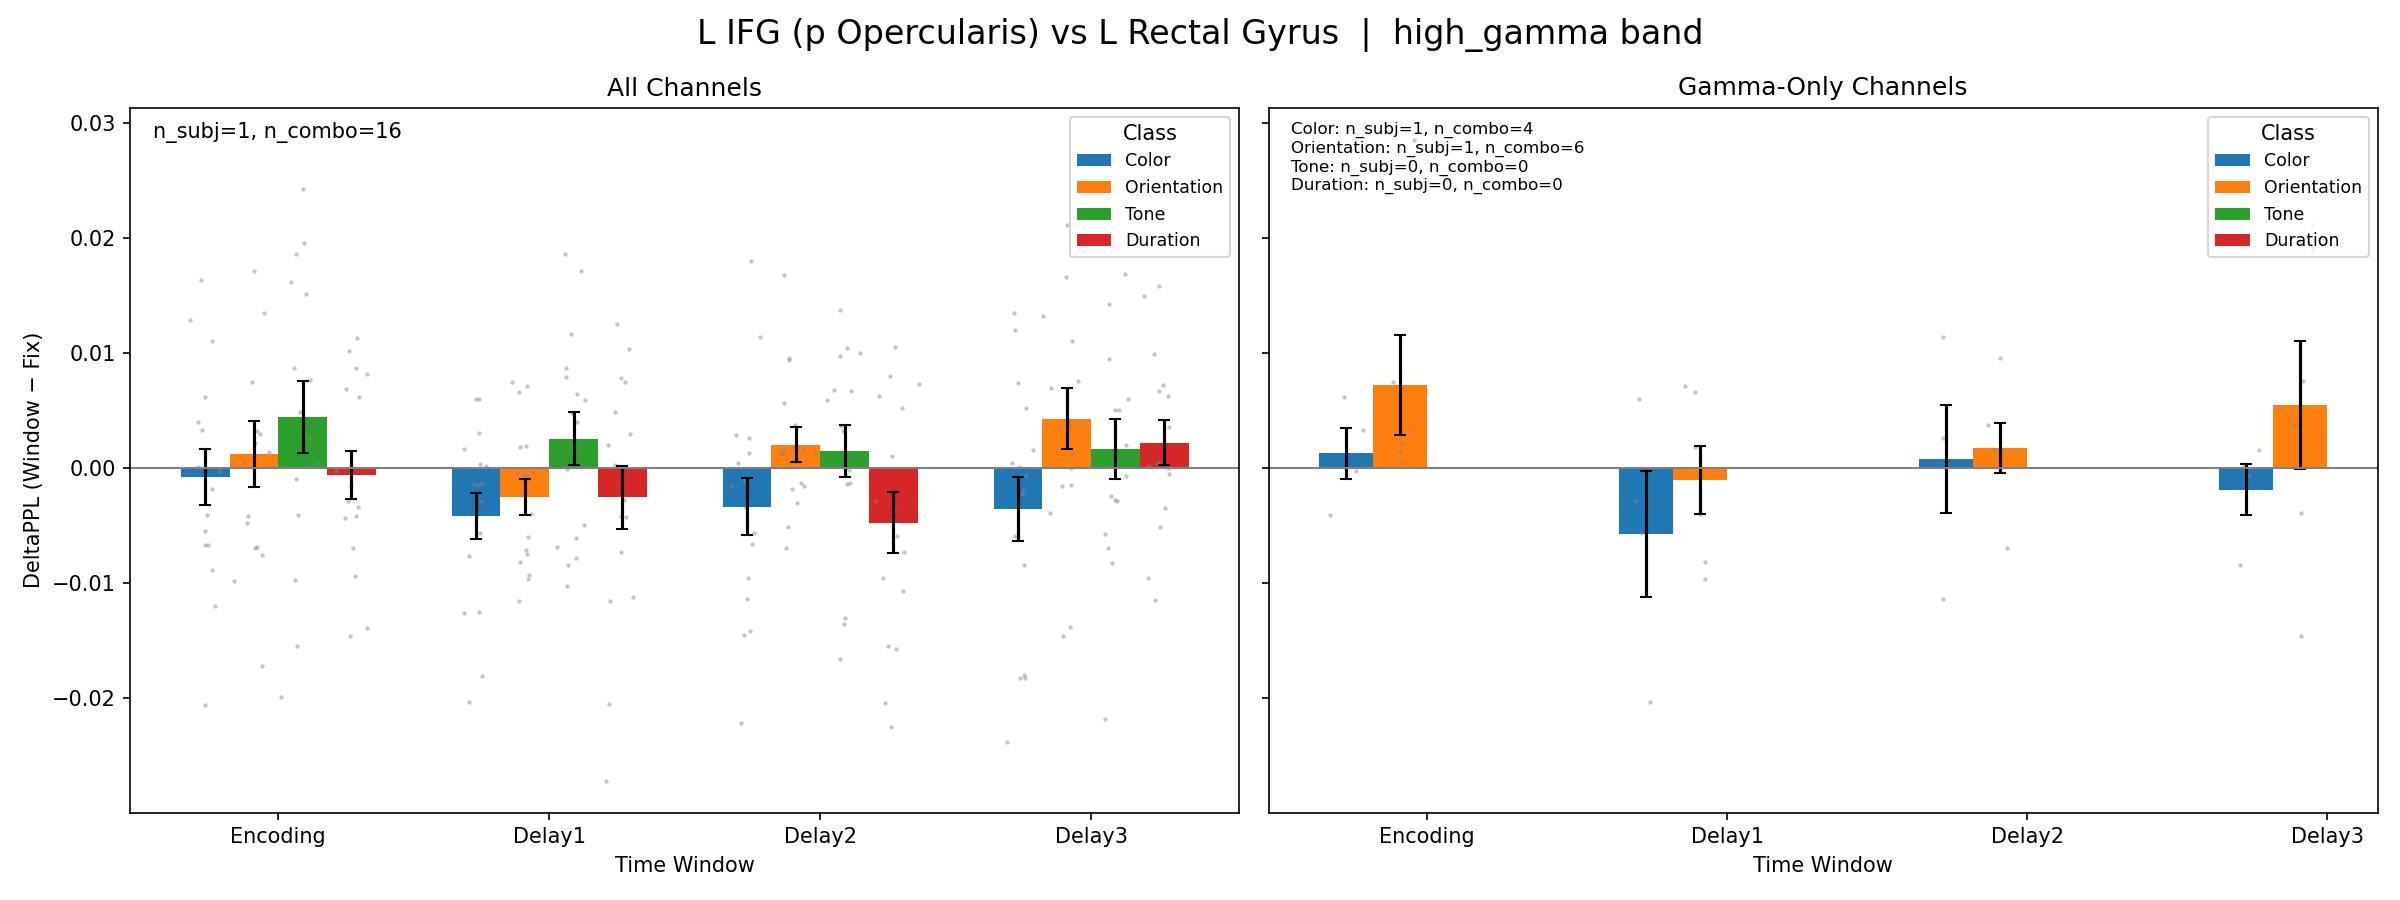 L IFG (p Opercularis) vs L Rectal Gyrus | high_gamma band
All Channels
n_subj=1, n_combo=16
Class
Color
Orientation
Tone
Duration
0.03
0.02
0.01
0.00
−0.01
−0.02
DeltaPPL (Window − Fix)
Encoding
Delay1
Delay2
Delay3
Time Window
Gamma-Only Channels
Color: n_subj=1, n_combo=4
Orientation: n_subj=1, n_combo=6
Tone: n_subj=0, n_combo=0
Duration: n_subj=0, n_combo=0
Class
Color
Orientation
Tone
Duration
Encoding
Delay1
Delay2
Delay3
Time Window